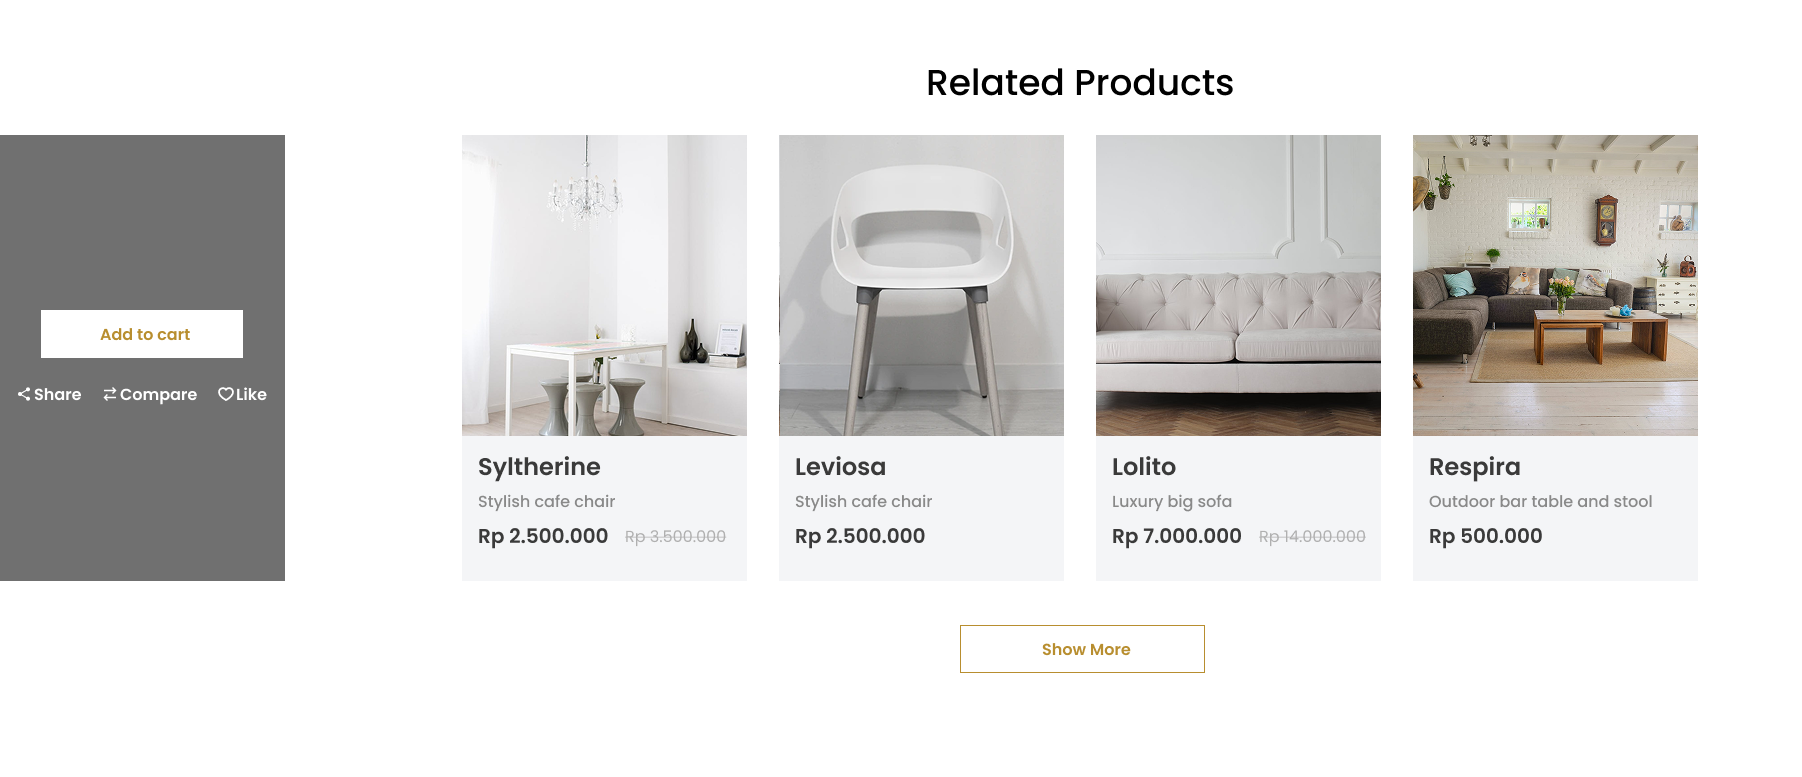 Related Products
Add to cart
Share Compare Like
Syltherine
Stylish cafe chair
Rp 2.500.000 Rp 3.500.000
Leviosa
Stylish cafe chair
Rp 2.500.000
Lolito
Luxury big sofa
Rp 7.000.000 Rp 14.000.000
Respira
Outdoor bar table and stool
Rp 500.000
Show More